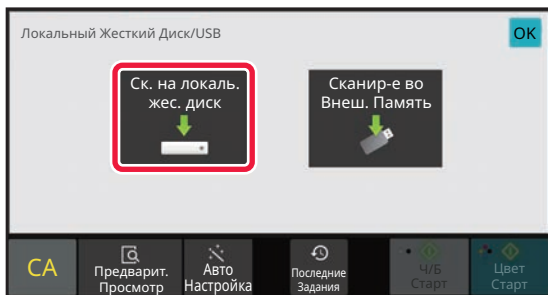 Локальный Жесткий Диск/USB
OK
Ск. на локаль.
жес. диск
Сканир-е во
Внеш. Память
CA
Предварит.
Просмотр
Авто
Настройка
Последние
Задания
Ч/Б
Старт
Цвет
Старт